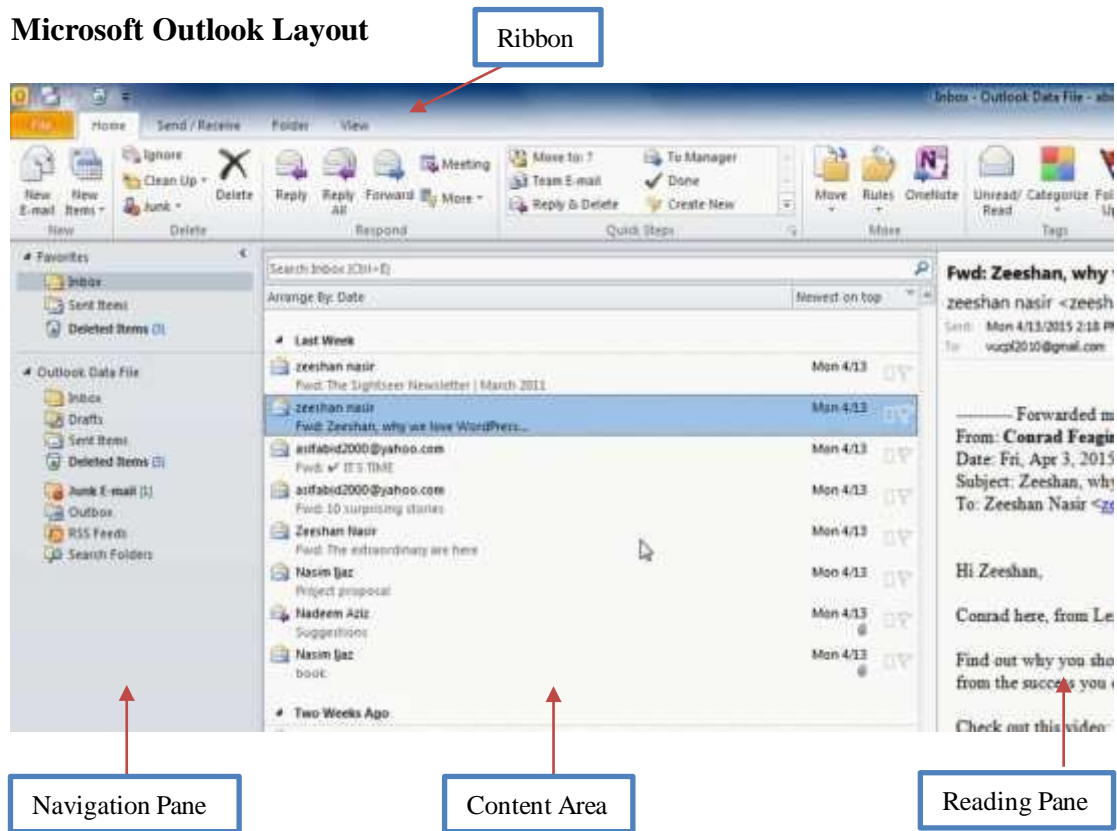 Microsoft Outlook Layout
Ribbon
Inbox - Outlook Data File -
File Home Send / Receive Folder View
New E-mail
New Items
Ignore
Clean Up
Junk
Delete
Reply
Reply All
Forward
Meeting
More
Move to: ?
Team E-mail
Reply & Delete
To Manager
Done
Create New
Move
Rules
OneNote
Unread/ Read
Categorize
New Delete Respond Quick Steps Move Tags
Favorites
Inbox
Sent Items
Deleted Items (3)
Outlook Data File
Inbox
Drafts
Sent Items
Deleted Items (3)
Junk E-mail [1]
Outbox
RSS Feeds
Search Folders
Search Inbox (Ctrl+E)
Arrange By: Date Newest on top
Last Week
zeeshan nasir Mon 4/13
Fwd: The Sightseer Newsletter | March 2011
zeeshan nasir Mon 4/13
Fwd: Zeeshan, why we love WordPress...
asifabid2000@yahoo.com Mon 4/13
Fwd: ✔ IT'S TIME
asifabid2000@yahoo.com Mon 4/13
Fwd: 10 surprising stories
Zeeshan Nasir Mon 4/13
Fwd: The extraordinary are here
Nasim Ijaz Mon 4/13
Project proposal
Nadeem Aziz Mon 4/13
Suggestions
Nasim Ijaz Mon 4/13
book
Two Weeks Ago
Fwd: Zeeshan, why
zeeshan nasir <zeesh
Sent: Mon 4/13/2015 2:18 PM
To: vucpl2010@gmail.com
--------- Forwarded m
From: Conrad Feagin
Date: Fri, Apr 3, 2015
Subject: Zeeshan, why
To: Zeeshan Nasir <ze
Hi Zeeshan,
Conrad here, from Le
Find out why you sho
from the success you
Check out this video:
Navigation Pane
Content Area
Reading Pane